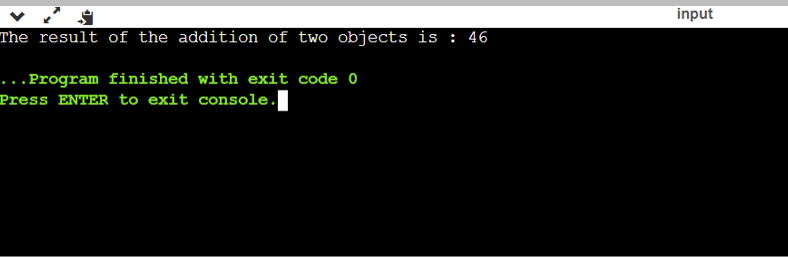 input
The result of the addition of two objects is : 46
...Program finished with exit code 0
Press ENTER to exit console.